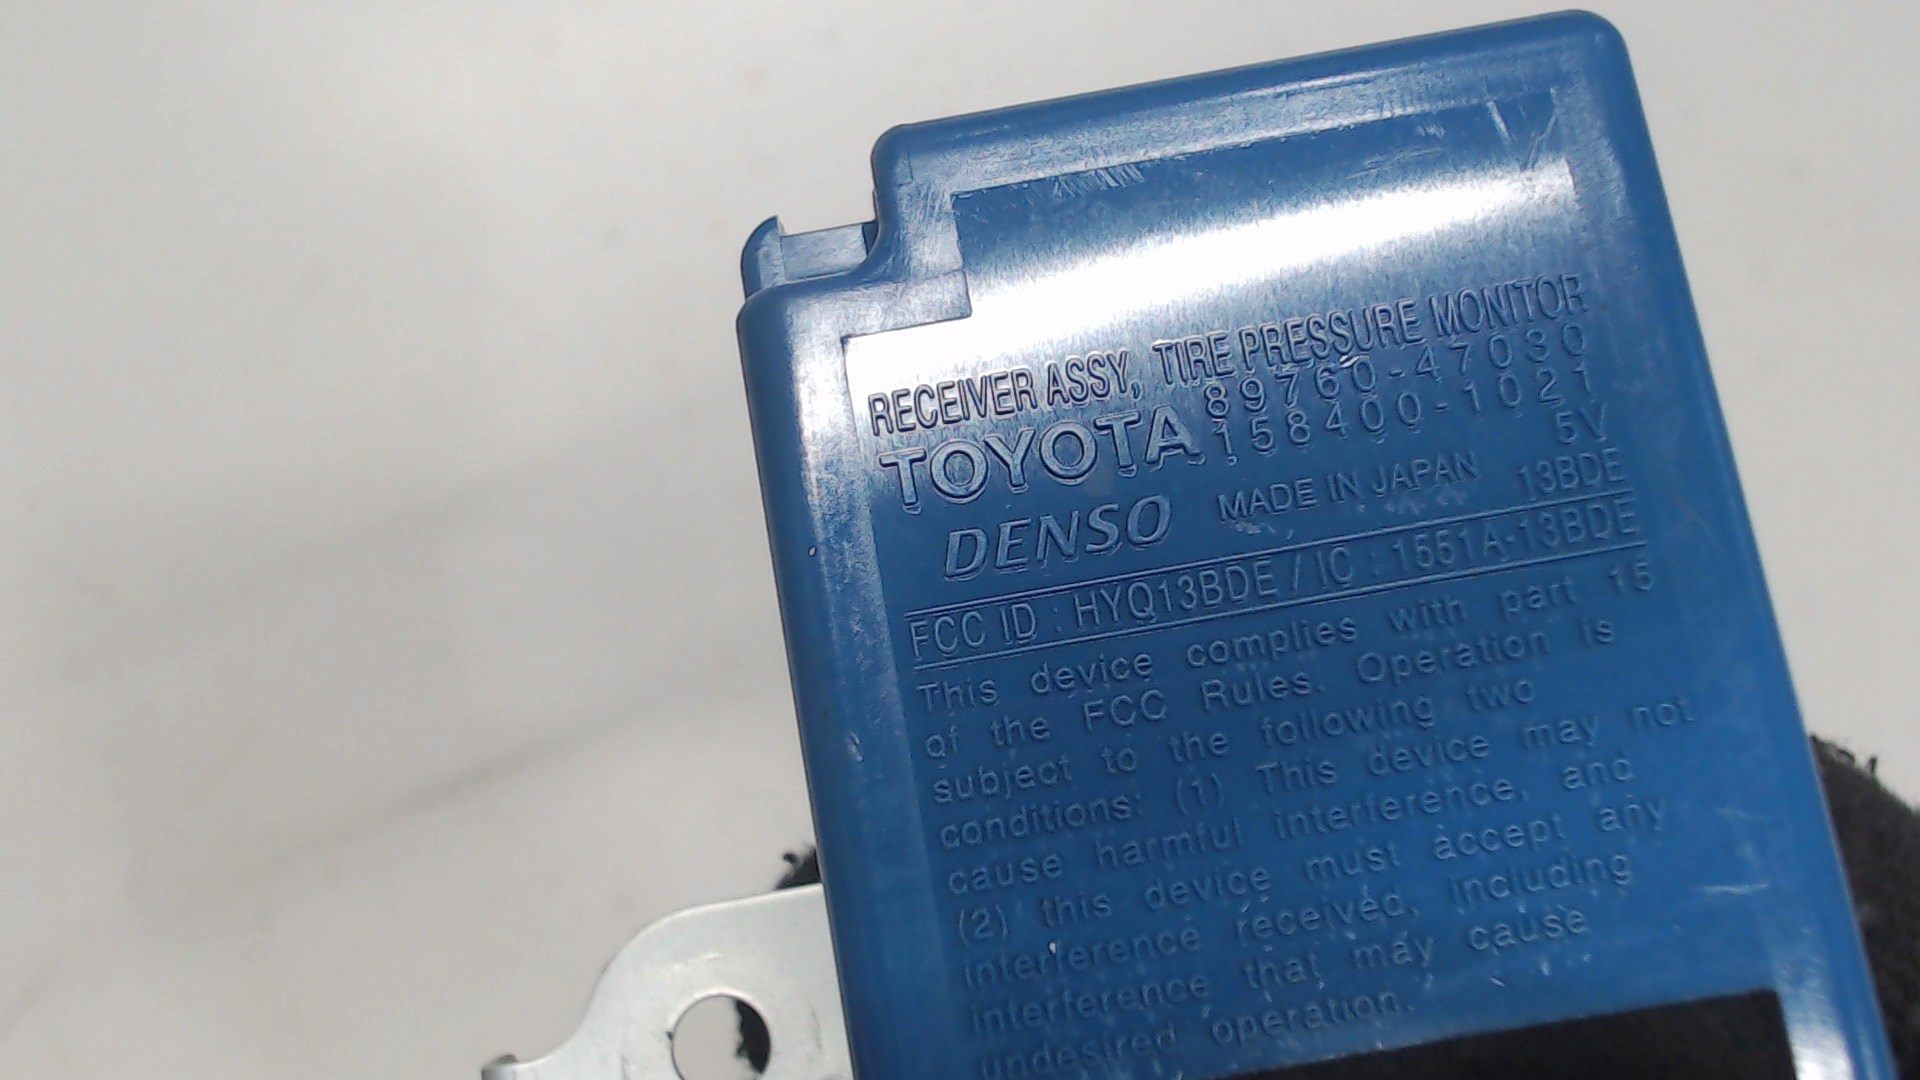 RECEIVER ASSY, TIRE PRESSURE MONITOR
TOYOTA 89760-47030
158400-1021
5V
DENSO MADE IN JAPAN 13BDE
FCC ID : HYQ13BDE / IC : 1551A-13BDE
This device complies with part 15
of the FCC Rules. Operation is
subject to the following two
conditions: (1) This device may not
cause harmful interference, and
(2) this device must accept any
interference received, including
interference that may cause
undesired operation.